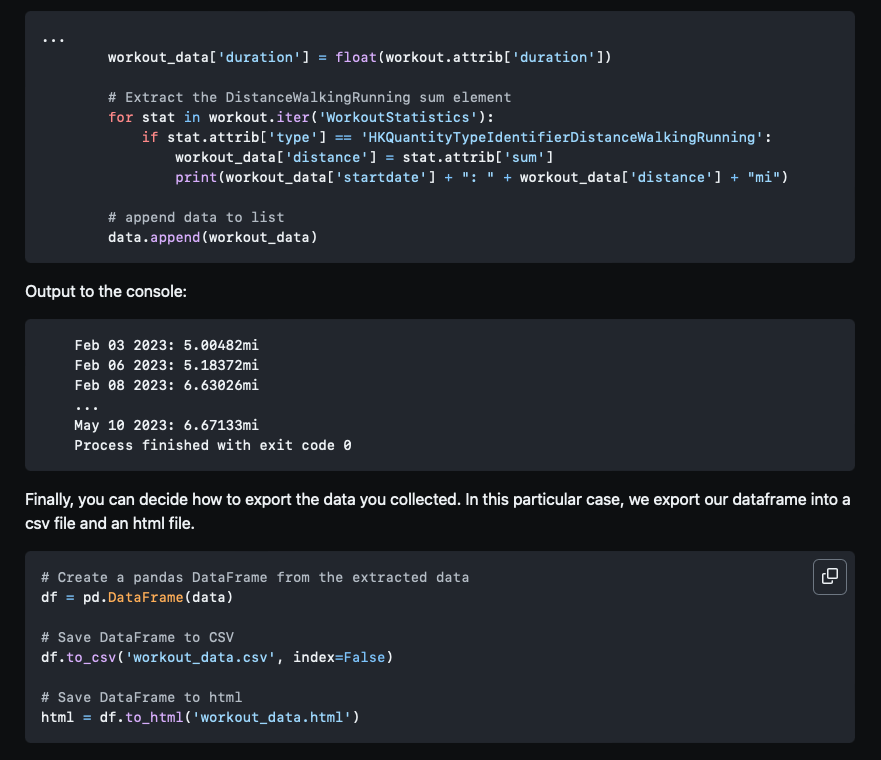 ...
        workout_data['duration'] = float(workout.attrib['duration'])

        # Extract the DistanceWalkingRunning sum element
        for stat in workout.iter('WorkoutStatistics'):
            if stat.attrib['type'] == 'HKQuantityTypeIdentifierDistanceWalkingRunning':
                workout_data['distance'] = stat.attrib['sum']
                print(workout_data['startdate'] + ": " + workout_data['distance'] + "mi")

        # append data to list
        data.append(workout_data)

Output to the console:

    Feb 03 2023: 5.00482mi
    Feb 06 2023: 5.18372mi
    Feb 08 2023: 6.63026mi
    ...
    May 10 2023: 6.67133mi
    Process finished with exit code 0

Finally, you can decide how to export the data you collected. In this particular case, we export our dataframe into a
csv file and an html file.

# Create a pandas DataFrame from the extracted data
df = pd.DataFrame(data)

# Save DataFrame to CSV
df.to_csv('workout_data.csv', index=False)

# Save DataFrame to html
html = df.to_html('workout_data.html')